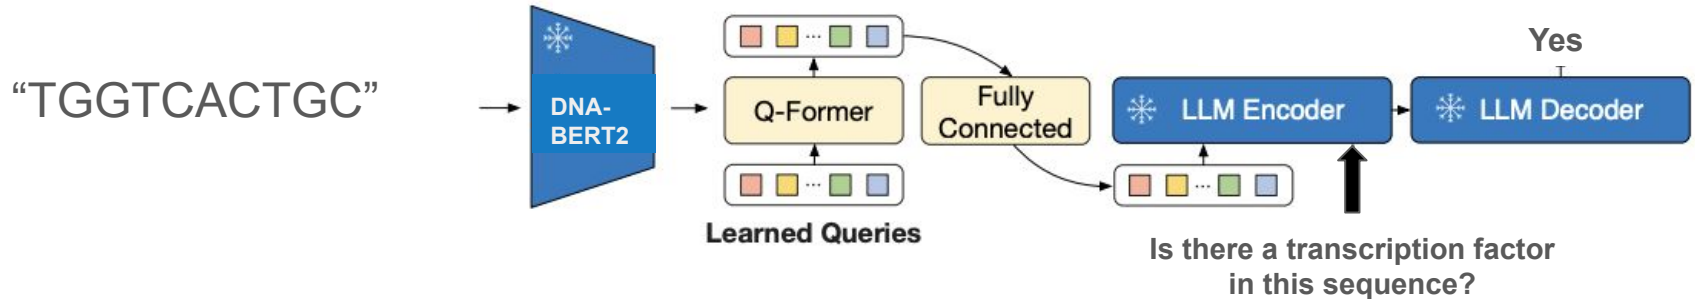 “TGGTCACTGC”
DNA-
BERT2
Q-Former
Learned Queries
Fully
Connected
LLM Encoder
LLM Decoder
Yes
Is there a transcription factor
in this sequence?